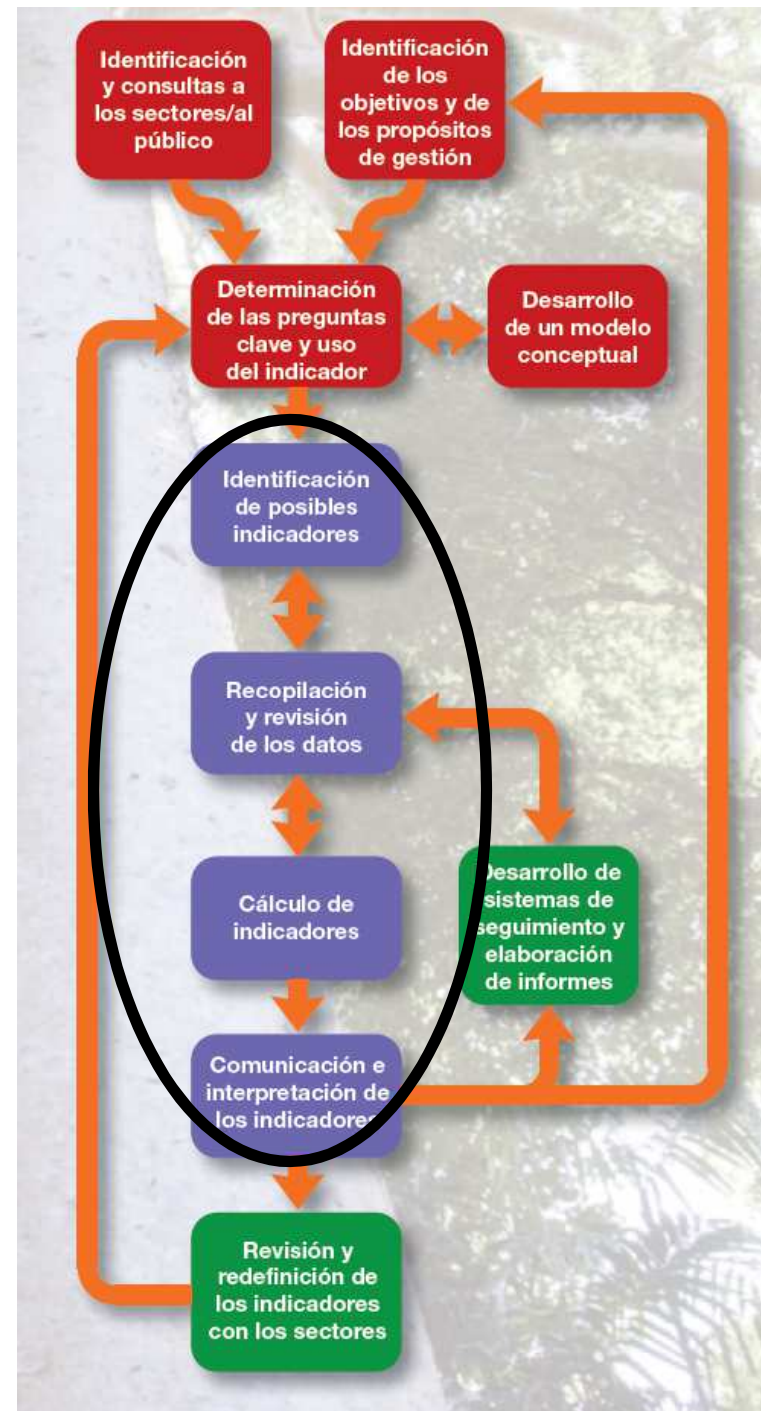 Identificación
y consultas a
los sectores/al
público
Identificación
de los
objetivos y de
los propósitos
de gestión
Determinación
de las preguntas
clave y uso
del indicador
Desarrollo
de un modelo
conceptual
Identificación
de posibles
indicadores
Recopilación
y revisión
de los datos
Cálculo de
indicadores
Desarrollo de
sistemas de
seguimiento y
elaboración
de informes
Comunicación e
interpretación de
los indicadores
Revisión y
redefinición de
los indicadores
con los sectores